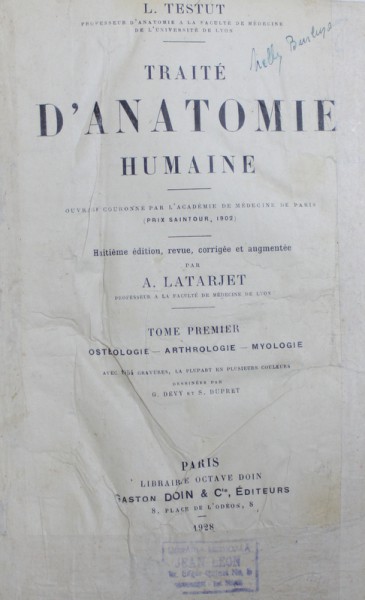 L. TESTUT
PROFESSEUR D'ANATOMIE A LA FACULTÉ DE MÉDECINE
DE L'UNIVERSITÉ DE LYON
TRAITÉ
D'ANATOMIE
HUMAINE
OUVRAGE COURONNÉ PAR L'ACADÉMIE DE MÉDECINE DE PARIS
(PRIX SAINTOUR, 1902)
Huitième édition, revue, corrigée et augmentée
PAR
A. LATARJET
PROFESSEUR A LA FACULTÉ DE MÉDECINE DE LYON
TOME PREMIER
OSTÉOLOGIE — ARTHROLOGIE — MYOLOGIE
AVEC GRAVURES, LA PLUPART EN PLUSIEURS COULEURS
DESSINÉES PAR
G. DEVY ET S. DUPRET
PARIS
LIBRAIRIE OCTAVE DOIN
GASTON DOIN & Cie, ÉDITEURS
8, PLACE DE L'ODÉON, 8
1928
JEAN LEON